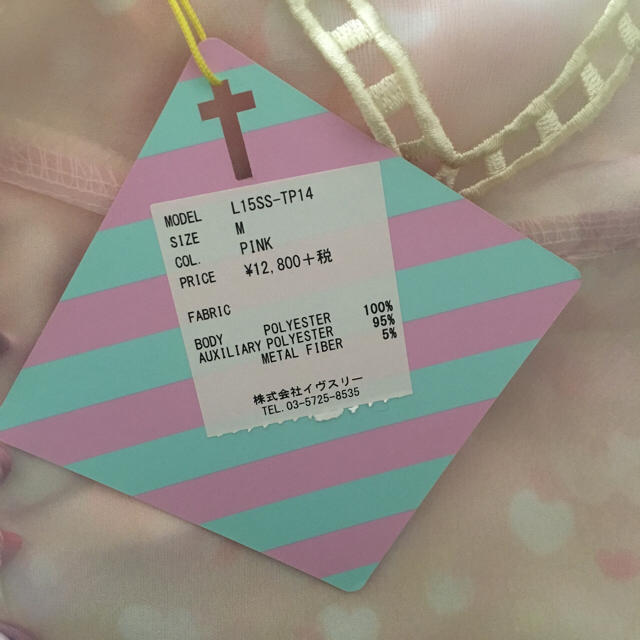 MODEL L15SS-TP14
SIZE M
COL. PINK
PRICE ¥12,800+税
FABRIC
BODY POLYESTER 100%
AUXILIARY POLYESTER 95%
METAL FIBER 5%
株式会社イヴスリー
TEL. 03-5725-8535